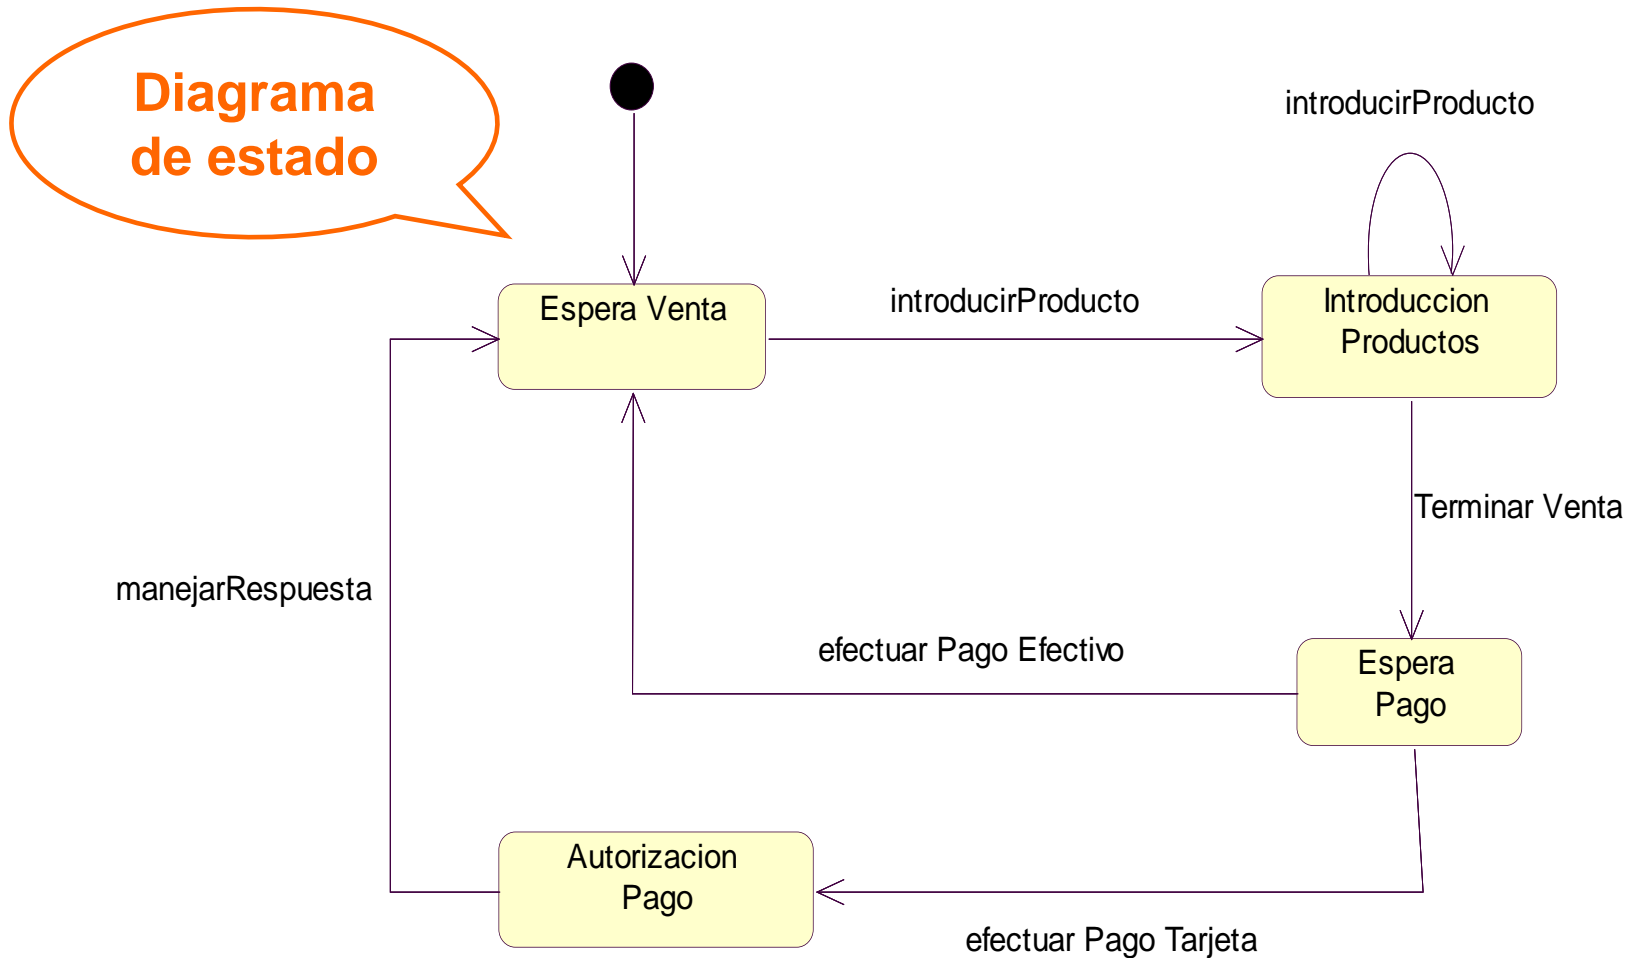 Diagrama
de estado
introducirProducto
Espera Venta
introducirProducto
Introduccion
Productos
Terminar Venta
manejarRespuesta
efectuar Pago Efectivo
Espera
Pago
Autorizacion
Pago
efectuar Pago Tarjeta